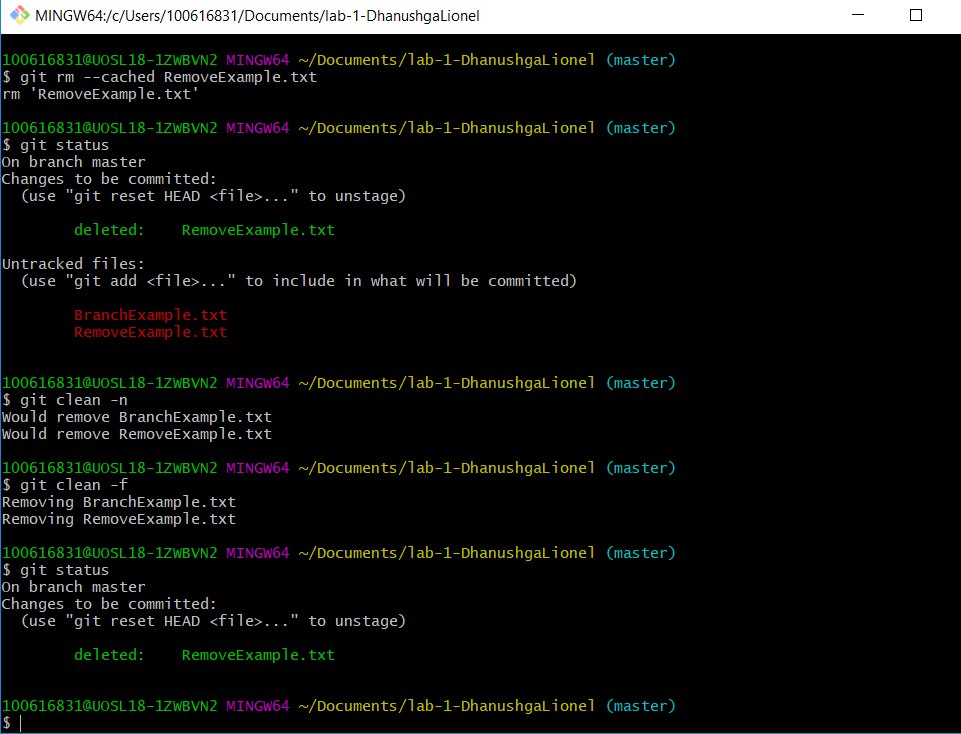 MINGW64:/c/Users/100616831/Documents/lab-1-DhanushgaLionel
100616831@UOSL18-1ZWBVN2 MINGW64 ~/Documents/lab-1-DhanushgaLionel (master)
$ git rm --cached RemoveExample.txt
rm 'RemoveExample.txt'
100616831@UOSL18-1ZWBVN2 MINGW64 ~/Documents/lab-1-DhanushgaLionel (master)
$ git status
On branch master
Changes to be committed:
  (use "git reset HEAD <file>..." to unstage)
        deleted:    RemoveExample.txt
Untracked files:
  (use "git add <file>..." to include in what will be committed)
        BranchExample.txt
        RemoveExample.txt
100616831@UOSL18-1ZWBVN2 MINGW64 ~/Documents/lab-1-DhanushgaLionel (master)
$ git clean -n
Would remove BranchExample.txt
Would remove RemoveExample.txt
100616831@UOSL18-1ZWBVN2 MINGW64 ~/Documents/lab-1-DhanushgaLionel (master)
$ git clean -f
Removing BranchExample.txt
Removing RemoveExample.txt
100616831@UOSL18-1ZWBVN2 MINGW64 ~/Documents/lab-1-DhanushgaLionel (master)
$ git status
On branch master
Changes to be committed:
  (use "git reset HEAD <file>..." to unstage)
        deleted:    RemoveExample.txt
100616831@UOSL18-1ZWBVN2 MINGW64 ~/Documents/lab-1-DhanushgaLionel (master)
$